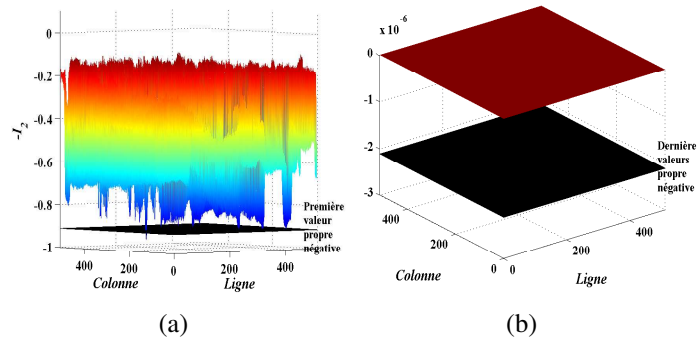 0
-0.2
-0.4
-0.6
-0.8
-1
-I2
400
200
0
200
400
Colonne
Ligne
Première
valeur
propre
négative
(a)
x 10-6
0
-1
-2
-3
400
200
0
0
200
400
Colonne
Ligne
Dernière
valeurs
propre
négative
(b)